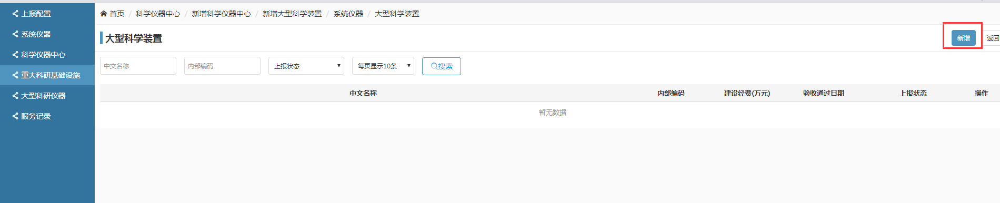 上报配置
系统仪器
科学仪器中心
重大科研基础设施
大型科研仪器
服务记录
首页 / 科学仪器中心 / 新增科学仪器中心 / 新增大型科学装置 / 系统仪器 / 大型科学装置
大型科学装置
新增 返回
中文名称 内部编码 上报状态 每页显示10条 搜索
中文名称 内部编码 建设经费(万元) 验收通过日期 上报状态 操作
暂无数据